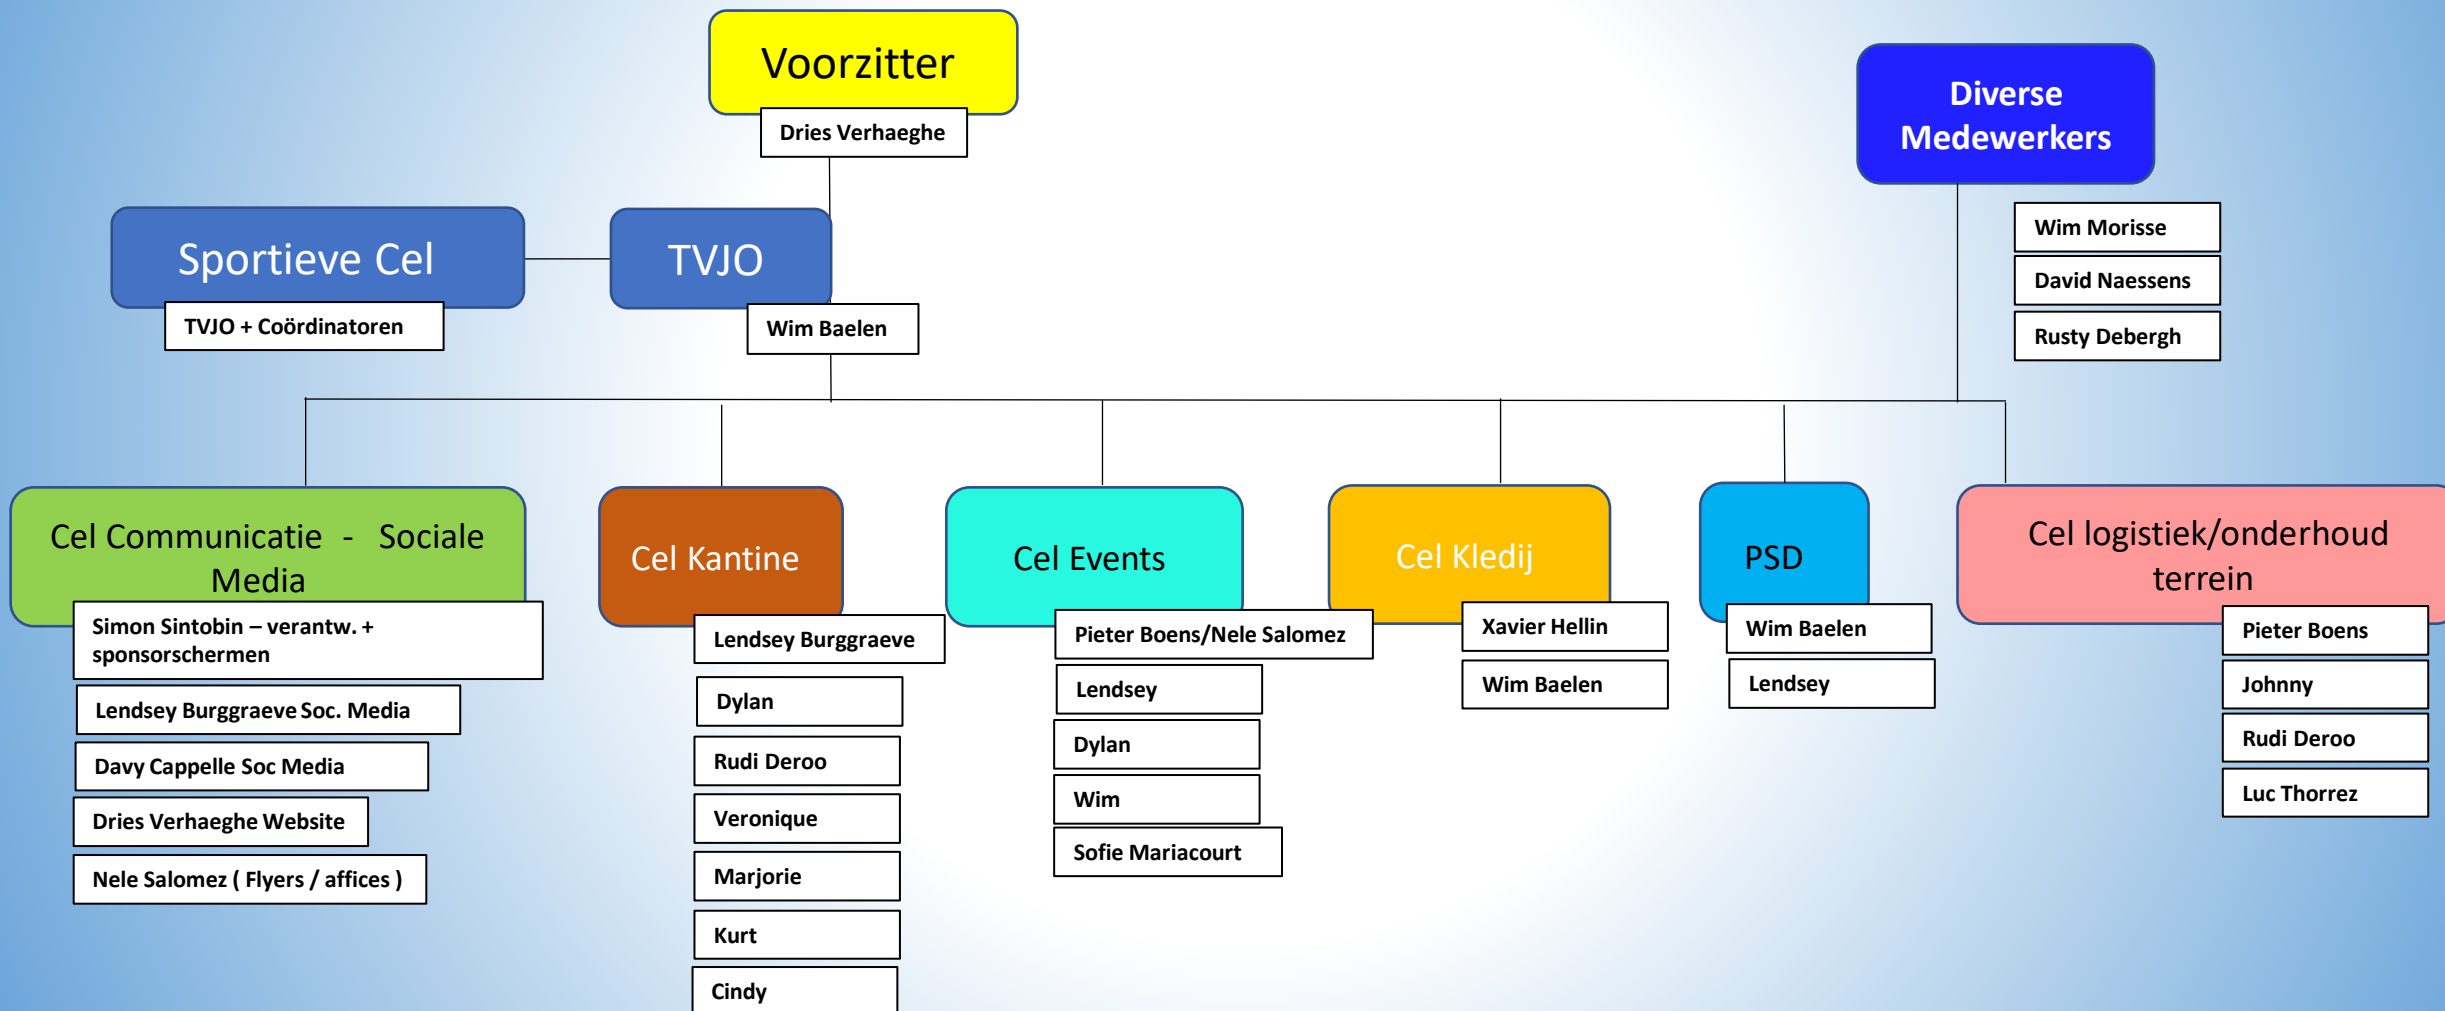 Voorzitter
Dries Verhaeghe
Diverse
Medewerkers
Wim Morisse
David Naessens
Rusty Debergh
Sportieve Cel
TVJO + Coördinatoren
TVJO
Wim Baelen
Cel Communicatie - Sociale
Media
Simon Sintobin – verantw. +
sponsorschermen
Lendsey Burggraeve Soc. Media
Davy Cappelle Soc Media
Dries Verhaeghe Website
Nele Salomez ( Flyers / affices )
Cel Kantine
Lendsey Burggraeve
Dylan
Rudi Deroo
Veronique
Marjorie
Kurt
Cindy
Cel Events
Pieter Boens/Nele Salomez
Lendsey
Dylan
Wim
Sofie Mariacourt
Cel Kledij
Xavier Hellin
Wim Baelen
PSD
Wim Baelen
Lendsey
Cel logistiek/onderhoud
terrein
Pieter Boens
Johnny
Rudi Deroo
Luc Thorrez